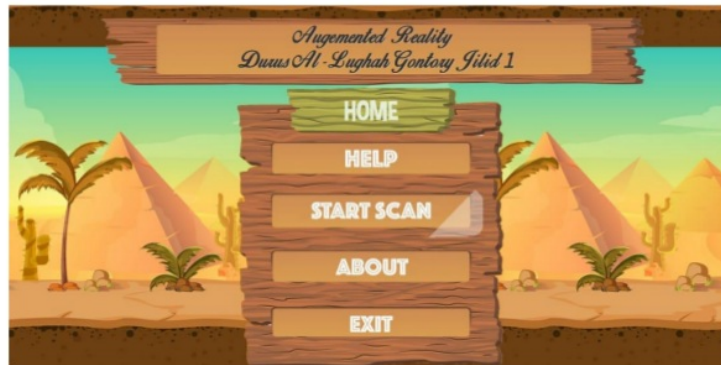 Augemented Reality
Durus Al-Lughah Gontory Jilid 1
HOME
HELP
START SCAN
ABOUT
EXIT